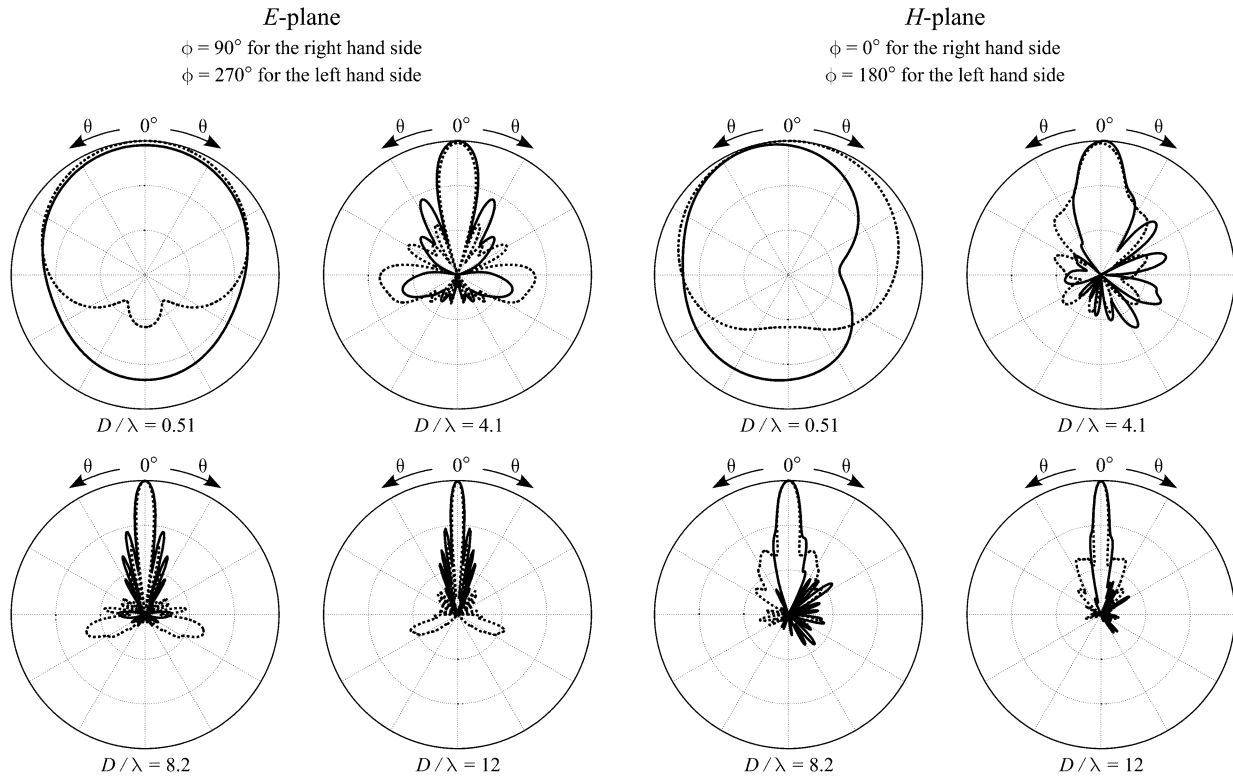 E-plane
ϕ = 90° for the right hand side
ϕ = 270° for the left hand side
H-plane
ϕ = 0° for the right hand side
ϕ = 180° for the left hand side
θ 0° θ
θ 0° θ
θ 0° θ
θ 0° θ
D / λ = 0.51
D / λ = 4.1
D / λ = 0.51
D / λ = 4.1
θ 0° θ
θ 0° θ
θ 0° θ
θ 0° θ
D / λ = 8.2
D / λ = 12
D / λ = 8.2
D / λ = 12